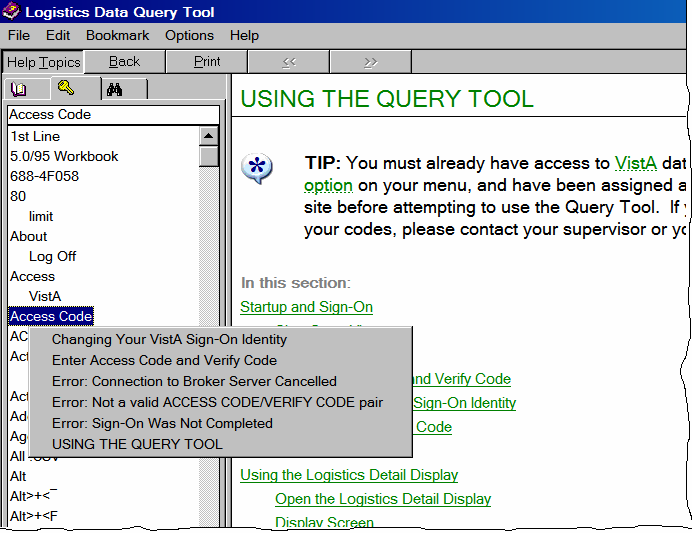 Logistics Data Query Tool
File Edit Bookmark Options Help
Help Topics Back Print << >>
Access Code
1st Line
5.0/95 Workbook
688-4F058
80
limit
About
Log Off
Access
VistA
Access Code
AC
Act
Act
Alt
Alt>+<¯
Alt>+<F
Changing Your VistA Sign-On Identity
Enter Access Code and Verify Code
Error: Connection to Broker Server Cancelled
Error: Not a valid ACCESS CODE/VERIFY CODE pair
Error: Sign-On Was Not Completed
USING THE QUERY TOOL
USING THE QUERY TOOL
TIP: You must already have access to VistA dat
option on your menu, and have been assigned a
site before attempting to use the Query Tool. If
your codes, please contact your supervisor or yo
In this section:
Startup and Sign-On
nd Verify Code
Sign-On Identity
Code
Using the Logistics Detail Display
Open the Logistics Detail Display
Display Screen